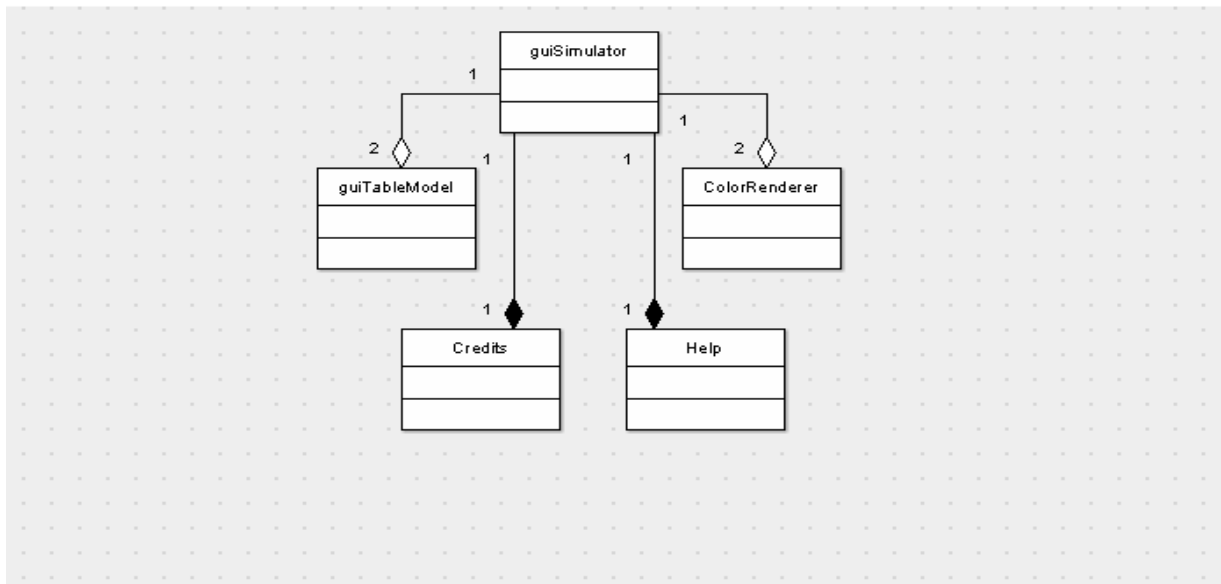 guiSimulator
1
1
2
2
1
1
guiTableModel
ColorRenderer
1
1
Credits
Help